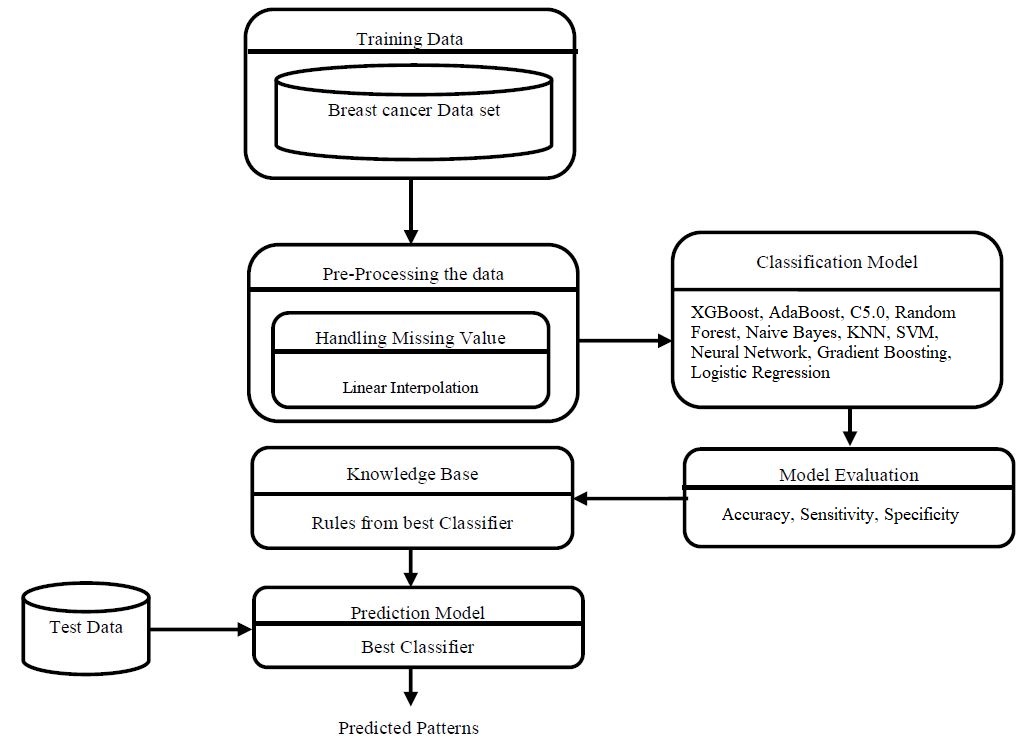 Training Data
Breast cancer Data set
Pre-Processing the data
Handling Missing Value
Linear Interpolation
Classification Model
XGBoost, AdaBoost, C5.0, Random
Forest, Naive Bayes, KNN, SVM,
Neural Network, Gradient Boosting,
Logistic Regression
Model Evaluation
Accuracy, Sensitivity, Specificity
Knowledge Base
Rules from best Classifier
Test Data
Prediction Model
Best Classifier
Predicted Patterns